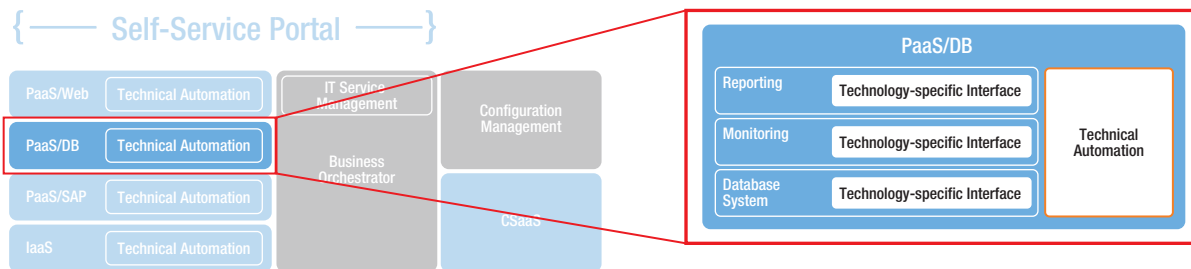 { Self-Service Portal }
PaaS/Web
Technical Automation
IT Service
Management
Configuration
Management
PaaS/DB
Technical Automation
Business
Orchestrator
PaaS/SAP
Technical Automation
CSaaS
IaaS
Technical Automation
PaaS/DB
Reporting
Technology-specific Interface
Monitoring
Technology-specific Interface
Database
System
Technology-specific Interface
Technical
Automation